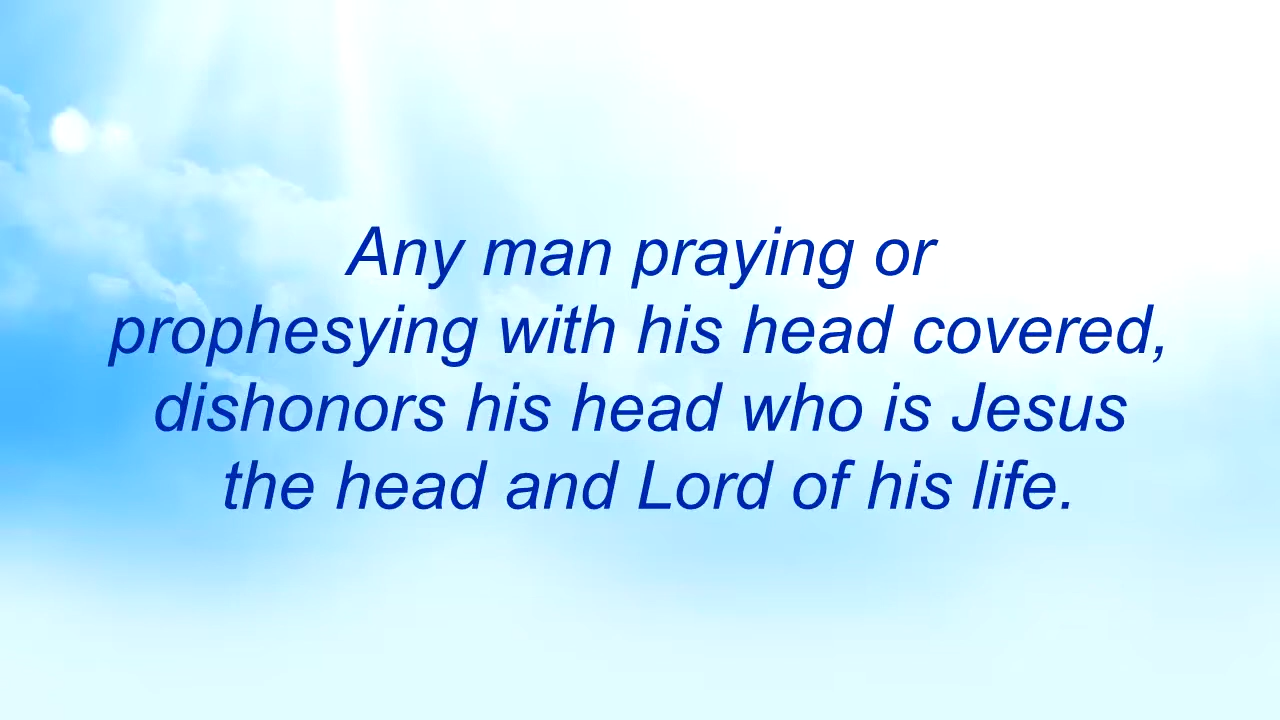 Any man praying or
prophesying with his head covered,
dishonors his head who is Jesus
the head and Lord of his life.